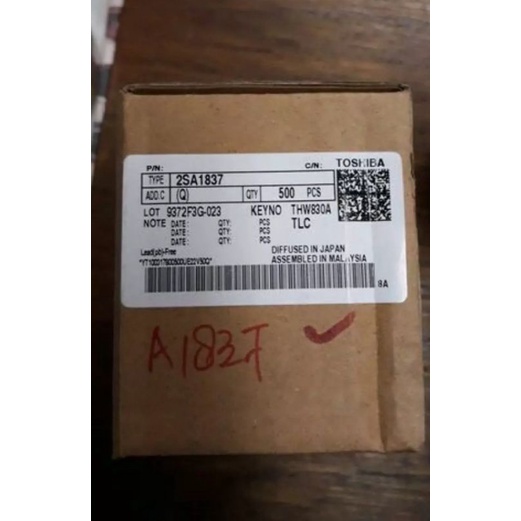 P/N: C/N: TOSHIBA
TYPE 2SA1837
ADD.C (Q) QTY 500 PCS
LOT 9372F3G-023 KEYNO THW830A
NOTE DATE: QTY: PCS TLC
DATE: QTY: PCS
DATE: QTY: PCS
Lead(pb)-Free DIFFUSED IN JAPAN
ASSEMBLED IN MALAYSIA
8A
A1837